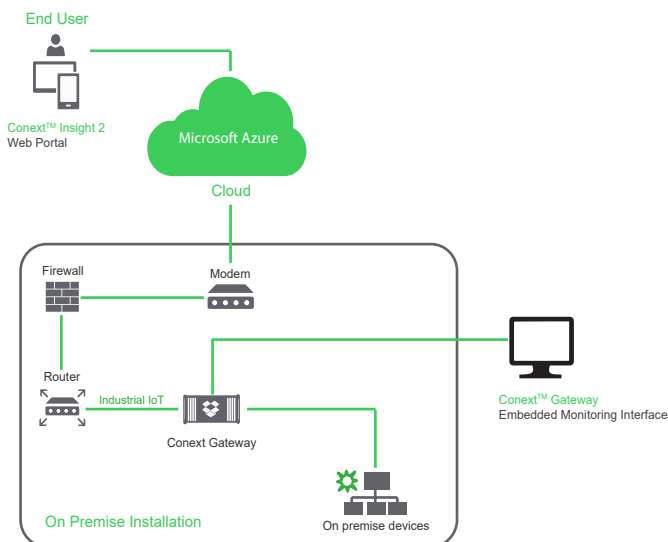 End User
Conext™ Insight 2
Web Portal
Microsoft Azure
Cloud
Firewall
Modem
Router
Industrial IoT
Conext Gateway
Conext™ Gateway
Embedded Monitoring Interface
On premise devices
On Premise Installation